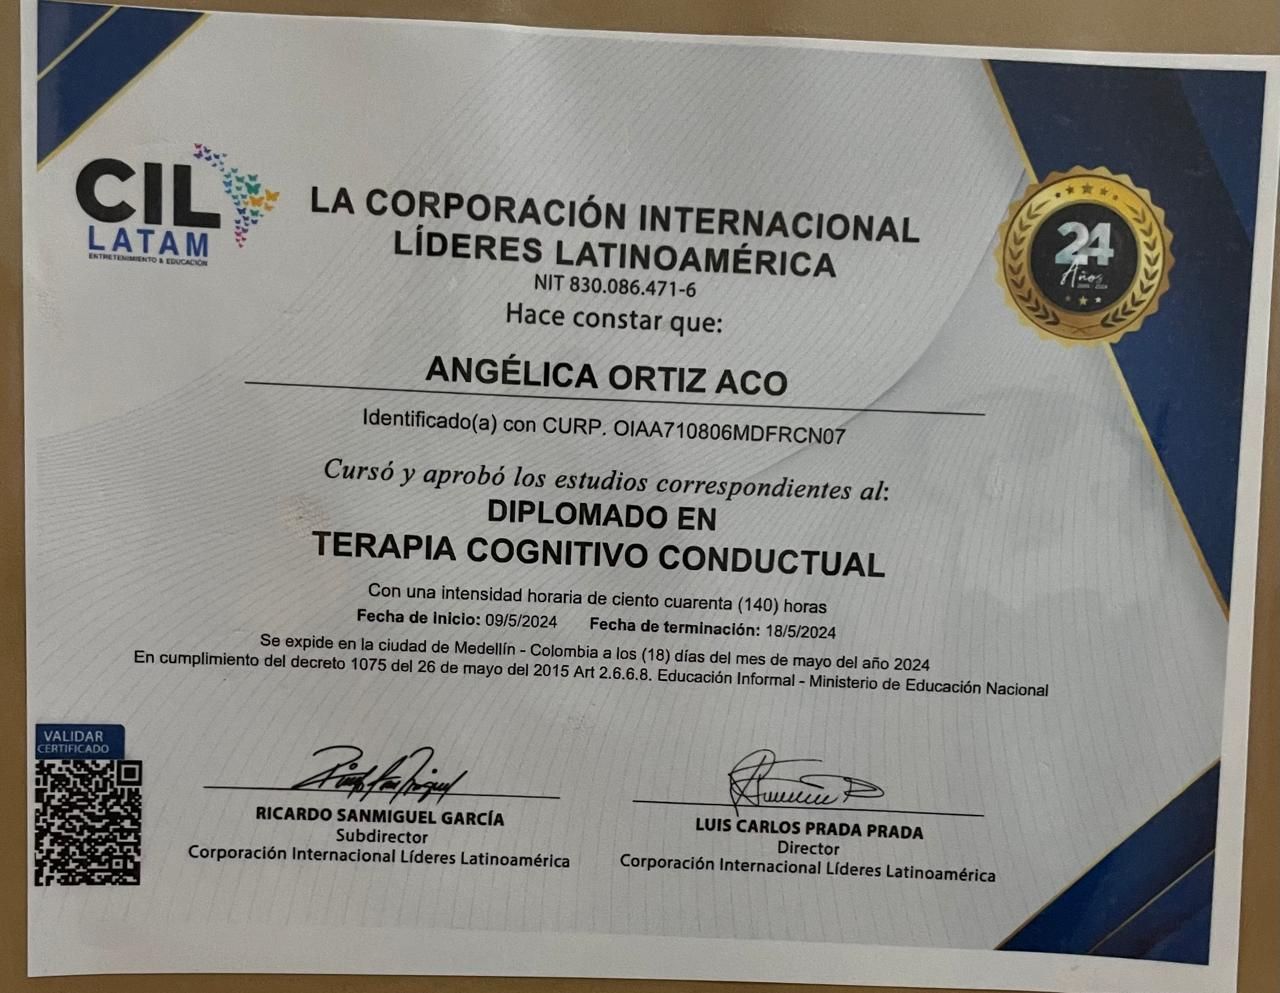 CIL
LATAM
ENTRETENIMIENTO & EDUCACIÓN
LA CORPORACIÓN INTERNACIONAL
LÍDERES LATINOAMÉRICA
NIT 830.086.471-6
Hace constar que:
24
Años
2000 - 2024
ANGÉLICA ORTIZ ACO
Identificado(a) con CURP. OIAA710806MDFRCN07
Cursó y aprobó los estudios correspondientes al:
DIPLOMADO EN
TERAPIA COGNITIVO CONDUCTUAL
Con una intensidad horaria de ciento cuarenta (140) horas
Fecha de Inicio: 09/5/2024 Fecha de terminación: 18/5/2024
Se expide en la ciudad de Medellín - Colombia a los (18) días del mes de mayo del año 2024
En cumplimiento del decreto 1075 del 26 de mayo del 2015 Art 2.6.6.8. Educación Informal - Ministerio de Educación Nacional
VALIDAR
CERTIFICADO
RICARDO SANMIGUEL GARCÍA
Subdirector
Corporación Internacional Líderes Latinoamérica
LUIS CARLOS PRADA PRADA
Director
Corporación Internacional Líderes Latinoamérica